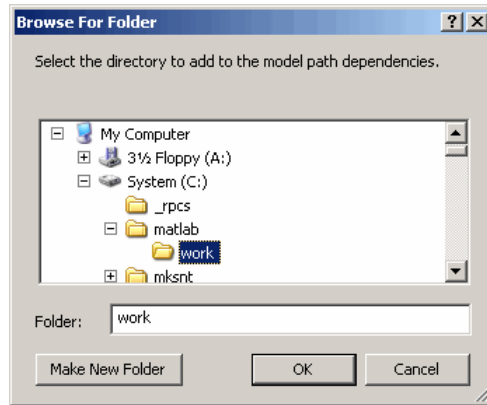 Browse For Folder
Select the directory to add to the model path dependencies.
My Computer
3½ Floppy (A:)
System (C:)
_rpcs
matlab
work
mksnt
Folder: work
Make New Folder OK Cancel